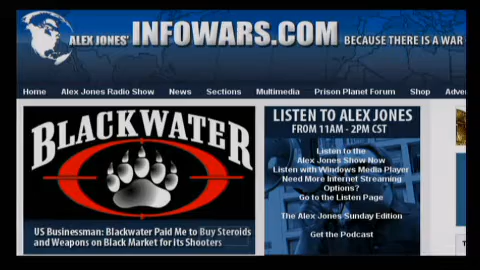 ALEX JONES' INFOWARS.COM BECAUSE THERE IS A WAR
Home Alex Jones Radio Show News Sections Multimedia Prison Planet Forum Shop
BLACKWATER
US Businessman: Blackwater Paid Me to Buy Steroids
and Weapons on Black Market for its Shooters
LISTEN TO ALEX JONES
FROM 11AM - 2PM CST
Listen to the
Alex Jones Show Now
Listen with Windows Media Player
Need More Internet Streaming
Options?
Go to the Listen Page
The Alex Jones Sunday Edition
Get the Podcast